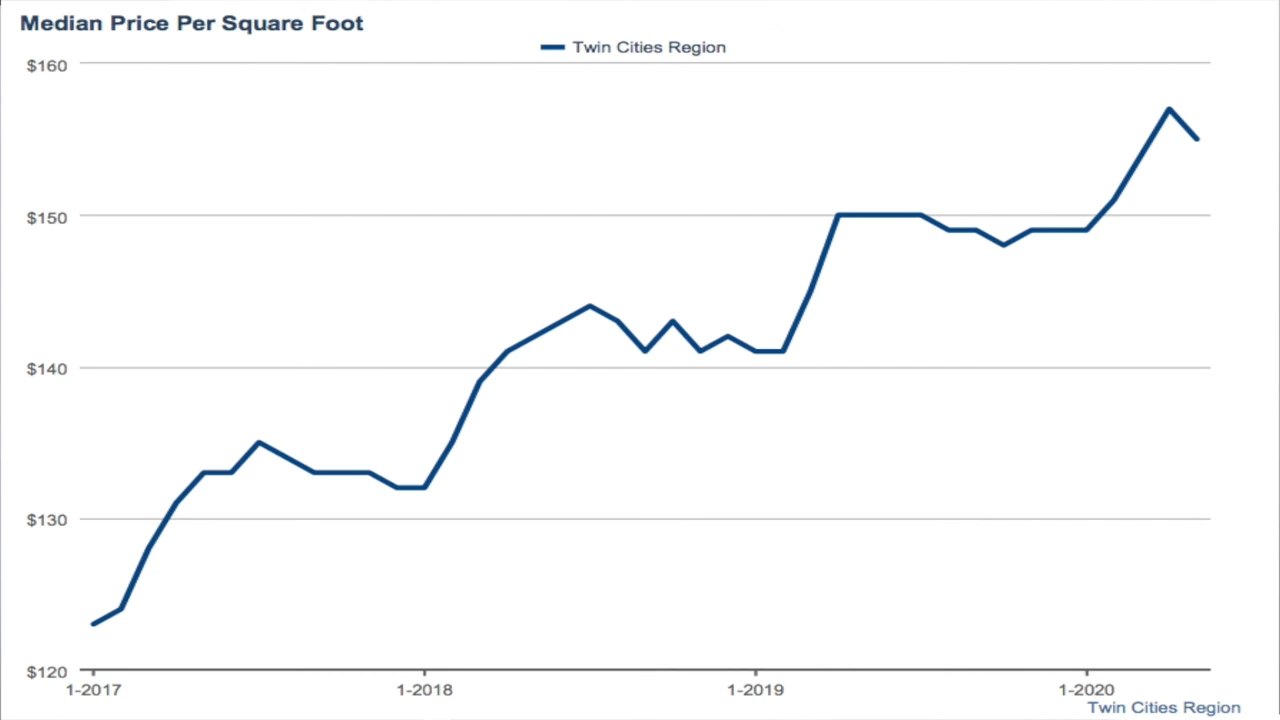 Median Price Per Square Foot
Twin Cities Region
$160
$150
$140
$130
$120
1-2017 1-2018 1-2019 1-2020
Twin Cities Region